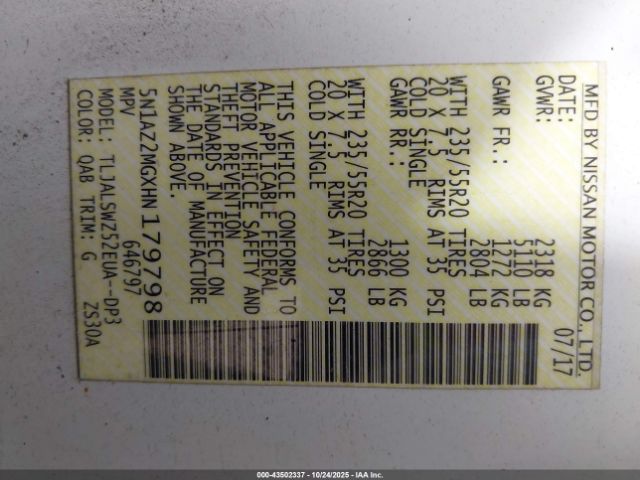 MFD BY NISSAN MOTOR CO., LTD.
DATE: 07/17
GVWR: 2318 KG
5110 LB
GAWR FR.: 1272 KG
2804 LB
WITH 235/55R20 TIRES
20 X 7.5 RIMS AT 35 PSI
COLD SINGLE
GAWR RR.: 1300 KG
2866 LB
WITH 235/55R20 TIRES
20 X 7.5 RIMS AT 35 PSI
COLD SINGLE
THIS VEHICLE CONFORMS TO
ALL APPLICABLE FEDERAL
MOTOR VEHICLE SAFETY AND
THEFT PREVENTION
STANDARDS IN EFFECT ON
THE DATE OF MANUFACTURE
SHOWN ABOVE.
5N1AZ2MGXHN179798
MPV 646797
MODEL: TLJALSWZ52EUA--DP3
COLOR: QAB TRIM: G ZS30A
000-43502337 - 10/24/2025 - IAA Inc.